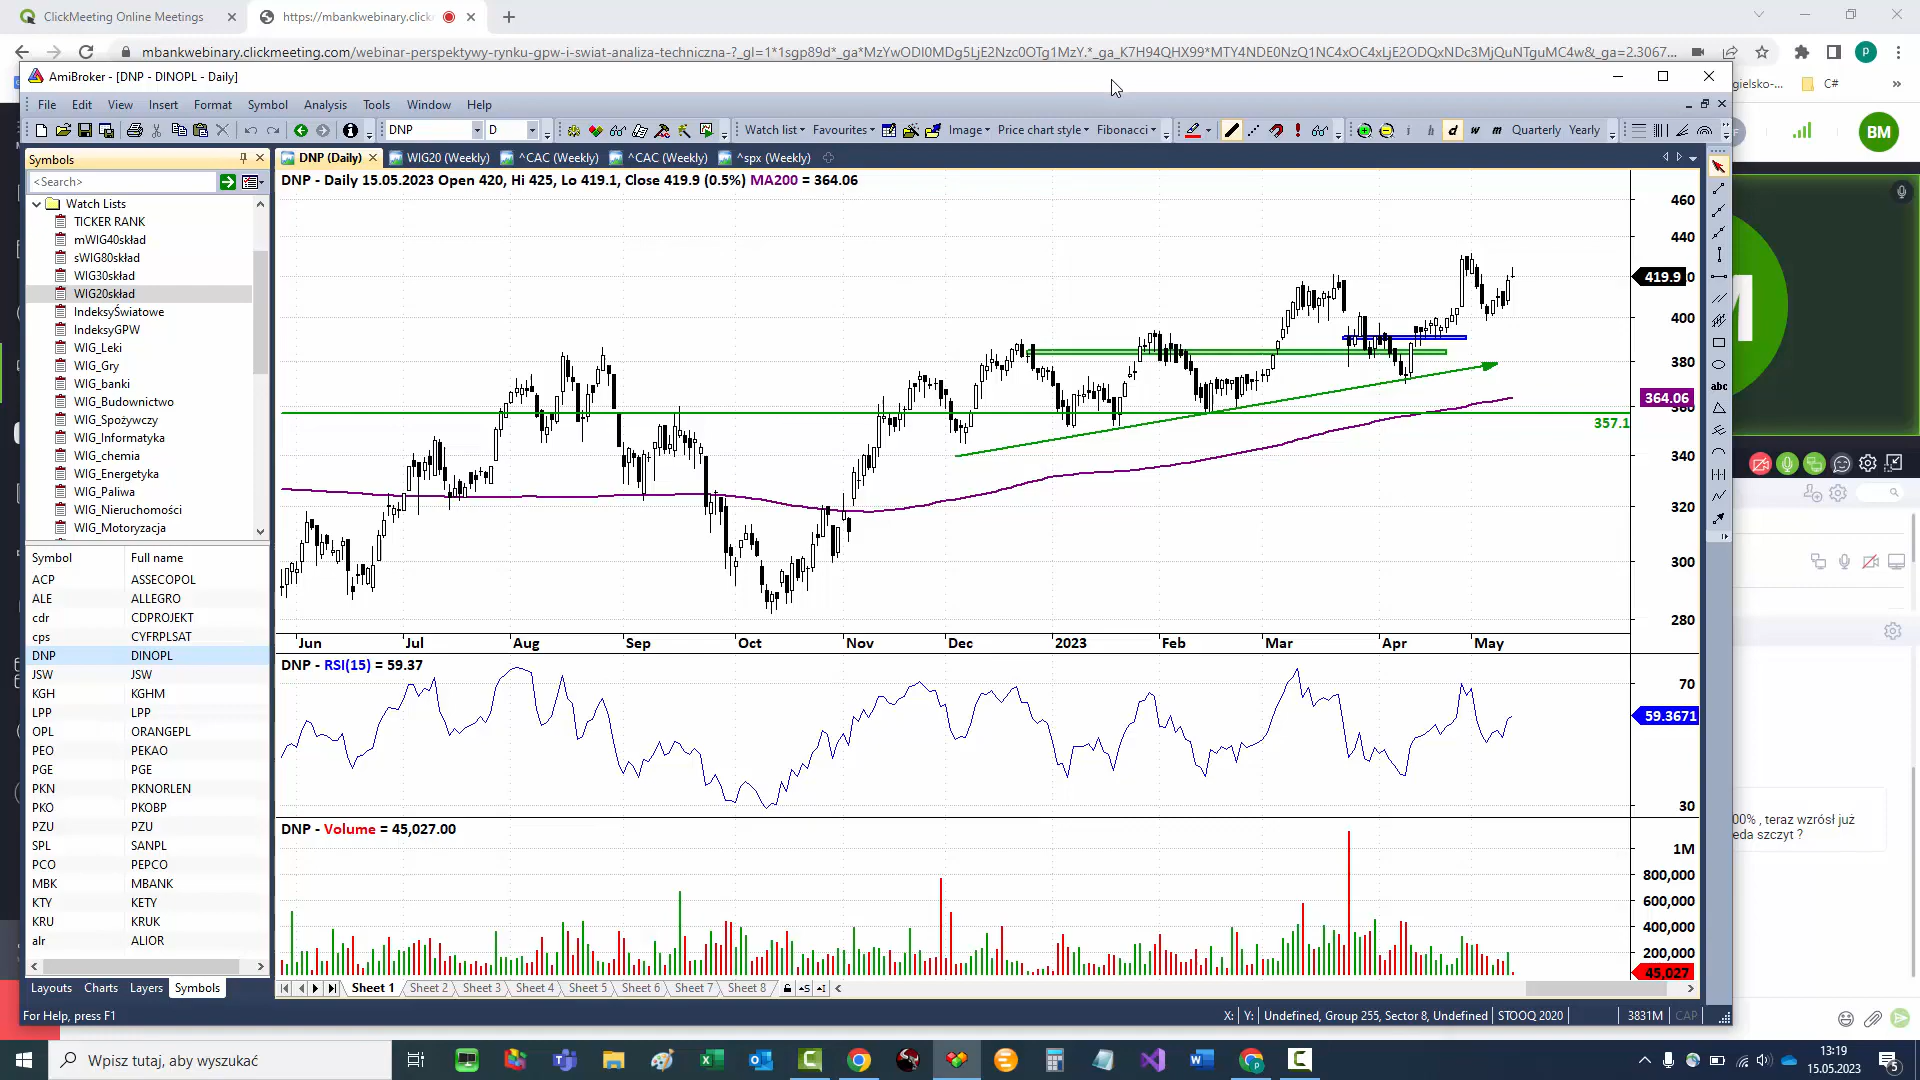 ClickMeeting Online Meetings
https://mbankwebinary.click
mbankwebinary.clickmeeting.com/webinar-perspektywy-rynku-gpw-i-swiat-analiza-techniczna-?_gl=1*1sgp89d*_ga*MzYwODI0MDg5LjE2Nzc0OTg1MzY.*_ga_K7H94QHX99*MTY4NDE0NzQ1NC4xOC4xLjE2ODQxNDc3MjQuNTguMC4w&_ga=2.3067...
P
AmiBroker - [DNP - DINOPL - Daily]
gielsko-...
C#
File Edit View Insert Format Symbol Analysis Tools Window Help
DNP D Watch list Favourites Image Price chart style Fibonacci i h d w m Quarterly Yearly
BM
Symbols
DNP (Daily) WIG20 (Weekly) ^CAC (Weekly) ^CAC (Weekly) ^spx (Weekly)
<Search>
DNP - Daily 15.05.2023 Open 420, Hi 425, Lo 419.1, Close 419.9 (0.5%) MA200 = 364.06
Watch Lists
TICKER RANK
mWIG40skład
sWIG80skład
WIG30skład
WIG20skład
IndeksyŚwiatowe
IndeksyGPW
WIG_Leki
WIG_Gry
WIG_banki
WIG_Budownictwo
WIG_Spożywczy
WIG_Informatyka
WIG_chemia
WIG_Energetyka
WIG_Paliwa
WIG_Nieruchomości
WIG_Motoryzacja
460
440
419.9
400
380
364.06
360
357.1
340
320
300
280
abc
Symbol Full name
ACP ASSECOPOL
ALE ALLEGRO
cdr CDPROJEKT
cps CYFRPLSAT
DNP DINOPL
JSW JSW
KGH KGHM
LPP LPP
OPL ORANGEPL
PEO PEKAO
PGE PGE
PKN PKNORLEN
PKO PKOBP
PZU PZU
SPL SANPL
PCO PEPCO
MBK MBANK
KTY KETY
KRU KRUK
alr ALIOR
Jun Jul Aug Sep Oct Nov Dec 2023 Feb Mar Apr May
DNP - RSI(15) = 59.37
70
59.3671
30
DNP - Volume = 45,027.00
1M
800,000
600,000
400,000
200,000
45,027
00% , teraz wzrósł już
eda szczyt ?
Layouts Charts Layers Symbols
Sheet 1 Sheet 2 Sheet 3 Sheet 4 Sheet 5 Sheet 6 Sheet 7 Sheet 8
For Help, press F1
X: Y: Undefined, Group 255, Sector 8, Undefined STOOQ 2020 3831M CAP
Wpisz tutaj, aby wyszukać
13:19
15.05.2023
5